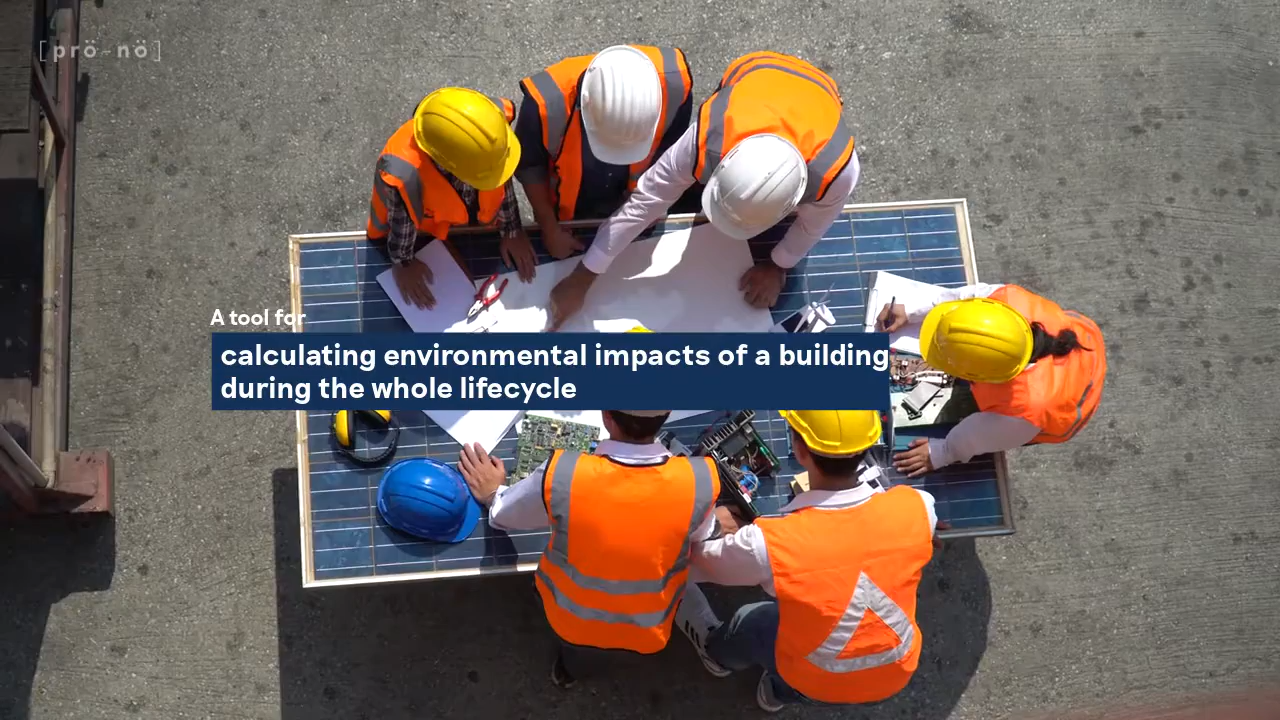 [prö-nö]
A tool for
calculating environmental impacts of a building
during the whole lifecycle